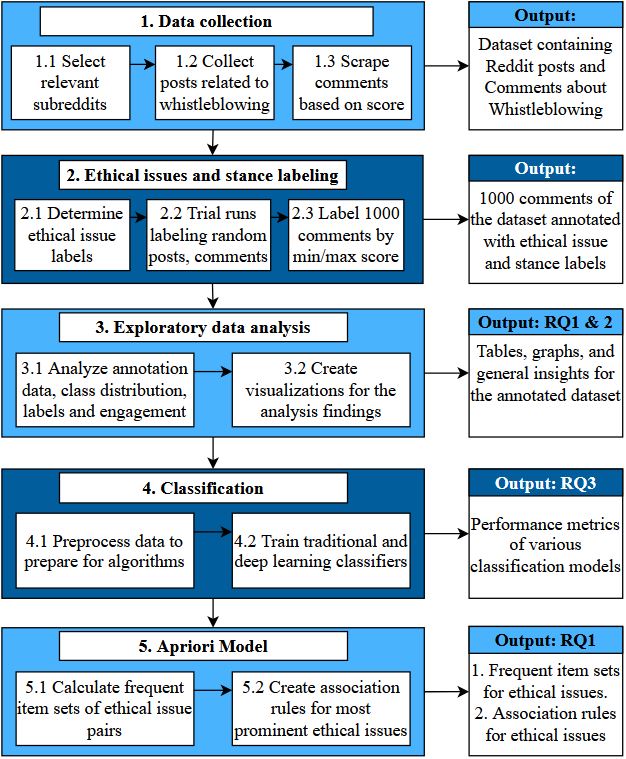 1. Data collection
1.1 Select
relevant
subreddits
1.2 Collect
posts related to
whistleblowing
1.3 Scrape
comments
based on score
Output:
Dataset containing
Reddit posts and
Comments about
Whistleblowing
2. Ethical issues and stance labeling
2.1 Determine
ethical issue
labels
2.2 Trial runs
labeling random
posts, comments
2.3 Label 1000
comments by
min/max score
Output:
1000 comments of
the dataset annotated
with ethical issue
and stance labels
3. Exploratory data analysis
3.1 Analyze annotation
data, class distribution,
labels and engagement
3.2 Create
visualizations for the
analysis findings
Output: RQ1 & 2
Tables, graphs, and
general insights for
the annotated dataset
4. Classification
4.1 Preprocess data to
prepare for algorithms
4.2 Train traditional and
deep learning classifiers
Output: RQ3
Performance metrics
of various
classification models
5. Apriori Model
5.1 Calculate frequent
item sets of ethical issue
pairs
5.2 Create association
rules for most
prominent ethical issues
Output: RQ1
1. Frequent item sets
for ethical issues.
2. Association rules
for ethical issues